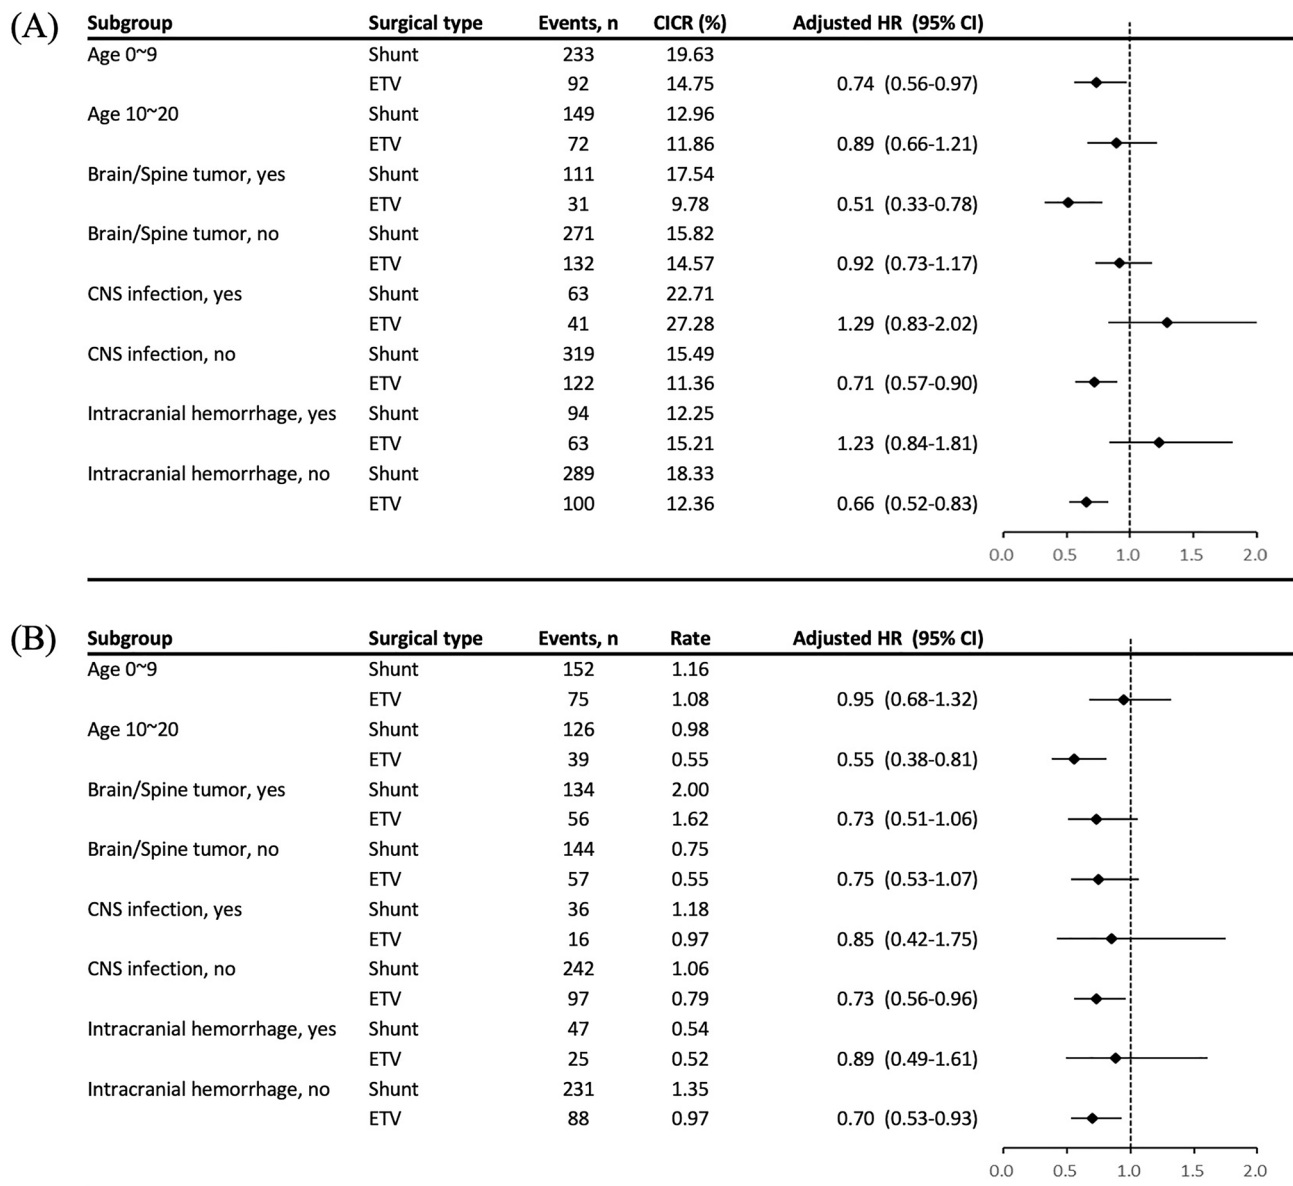 (A)
Subgroup Surgical type Events, n CICR (%) Adjusted HR (95% CI)
Age 0~9 Shunt 233 19.63
ETV 92 14.75 0.74 (0.56-0.97)
Age 10~20 Shunt 149 12.96
ETV 72 11.86 0.89 (0.66-1.21)
Brain/Spine tumor, yes Shunt 111 17.54
ETV 31 9.78 0.51 (0.33-0.78)
Brain/Spine tumor, no Shunt 271 15.82
ETV 132 14.57 0.92 (0.73-1.17)
CNS infection, yes Shunt 63 22.71
ETV 41 27.28 1.29 (0.83-2.02)
CNS infection, no Shunt 319 15.49
ETV 122 11.36 0.71 (0.57-0.90)
Intracranial hemorrhage, yes Shunt 94 12.25
ETV 63 15.21 1.23 (0.84-1.81)
Intracranial hemorrhage, no Shunt 289 18.33
ETV 100 12.36 0.66 (0.52-0.83)
0.0 0.5 1.0 1.5 2.0
(B)
Subgroup Surgical type Events, n Rate Adjusted HR (95% CI)
Age 0~9 Shunt 152 1.16
ETV 75 1.08 0.95 (0.68-1.32)
Age 10~20 Shunt 126 0.98
ETV 39 0.55 0.55 (0.38-0.81)
Brain/Spine tumor, yes Shunt 134 2.00
ETV 56 1.62 0.73 (0.51-1.06)
Brain/Spine tumor, no Shunt 144 0.75
ETV 57 0.55 0.75 (0.53-1.07)
CNS infection, yes Shunt 36 1.18
ETV 16 0.97 0.85 (0.42-1.75)
CNS infection, no Shunt 242 1.06
ETV 97 0.79 0.73 (0.56-0.96)
Intracranial hemorrhage, yes Shunt 47 0.54
ETV 25 0.52 0.89 (0.49-1.61)
Intracranial hemorrhage, no Shunt 231 1.35
ETV 88 0.97 0.70 (0.53-0.93)
0.0 0.5 1.0 1.5 2.0